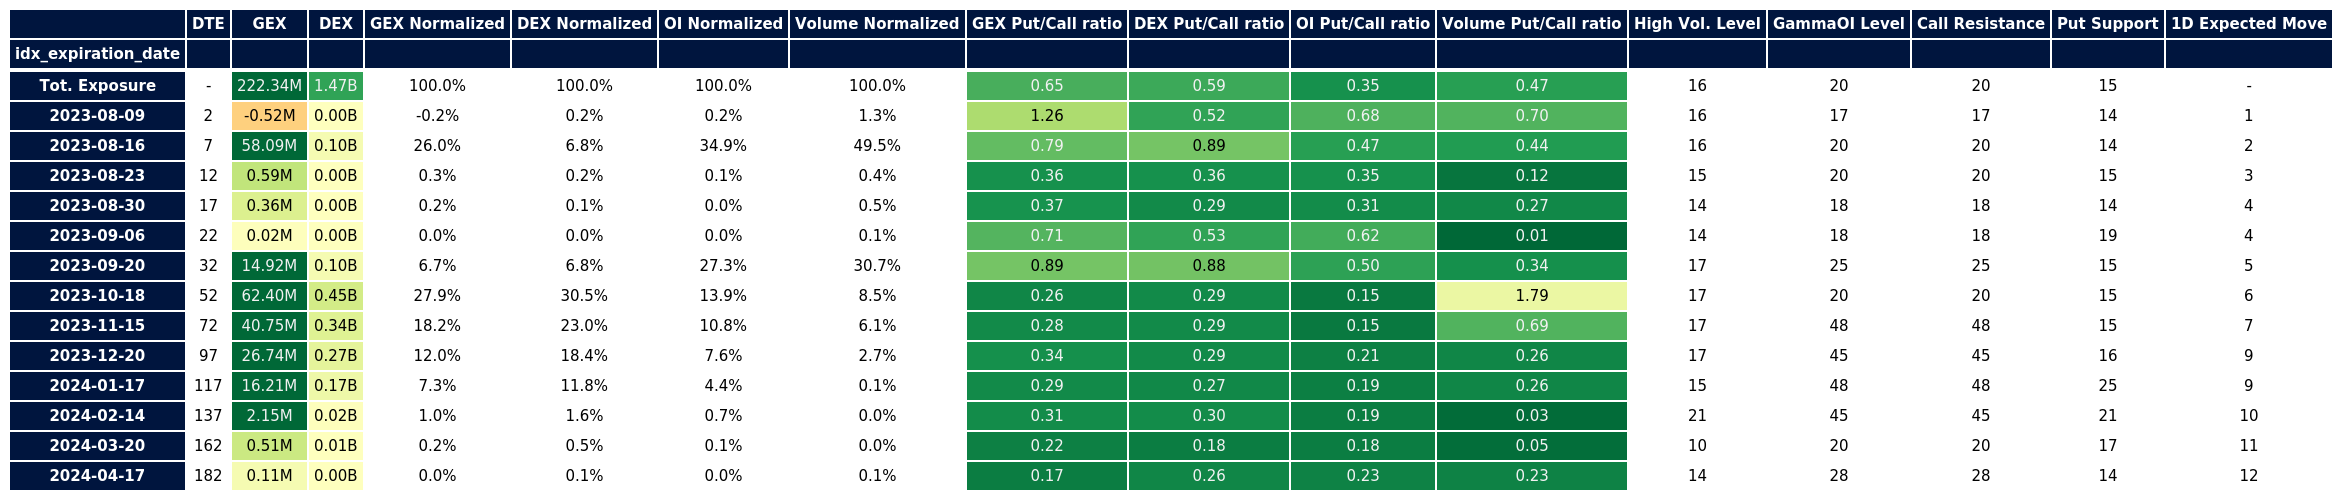 DTE GEX DEX GEX Normalized DEX Normalized OI Normalized Volume Normalized GEX Put/Call ratio DEX Put/Call ratio OI Put/Call ratio Volume Put/Call ratio High Vol. Level GammaOI Level Call Resistance Put Support 1D Expected Move
idx_expiration_date
Tot. Exposure - 222.34M 1.47B 100.0% 100.0% 100.0% 100.0% 0.65 0.59 0.35 0.47 16 20 20 15 -
2023-08-09 2 -0.52M 0.00B -0.2% 0.2% 0.2% 1.3% 1.26 0.52 0.68 0.70 16 17 17 14 1
2023-08-16 7 58.09M 0.10B 26.0% 6.8% 34.9% 49.5% 0.79 0.89 0.47 0.44 16 20 20 14 2
2023-08-23 12 0.59M 0.00B 0.3% 0.2% 0.1% 0.4% 0.36 0.36 0.35 0.12 15 20 20 15 3
2023-08-30 17 0.36M 0.00B 0.2% 0.1% 0.0% 0.5% 0.37 0.29 0.31 0.27 14 18 18 14 4
2023-09-06 22 0.02M 0.00B 0.0% 0.0% 0.0% 0.1% 0.71 0.53 0.62 0.01 14 18 18 19 4
2023-09-20 32 14.92M 0.10B 6.7% 6.8% 27.3% 30.7% 0.89 0.88 0.50 0.34 17 25 25 15 5
2023-10-18 52 62.40M 0.45B 27.9% 30.5% 13.9% 8.5% 0.26 0.29 0.15 1.79 17 20 20 15 6
2023-11-15 72 40.75M 0.34B 18.2% 23.0% 10.8% 6.1% 0.28 0.29 0.15 0.69 17 48 48 15 7
2023-12-20 97 26.74M 0.27B 12.0% 18.4% 7.6% 2.7% 0.34 0.29 0.21 0.26 17 45 45 16 9
2024-01-17 117 16.21M 0.17B 7.3% 11.8% 4.4% 0.1% 0.29 0.27 0.19 0.26 15 48 48 25 9
2024-02-14 137 2.15M 0.02B 1.0% 1.6% 0.7% 0.0% 0.31 0.30 0.19 0.03 21 45 45 21 10
2024-03-20 162 0.51M 0.01B 0.2% 0.5% 0.1% 0.0% 0.22 0.18 0.18 0.05 10 20 20 17 11
2024-04-17 182 0.11M 0.00B 0.0% 0.1% 0.0% 0.1% 0.17 0.26 0.23 0.23 14 28 28 14 12